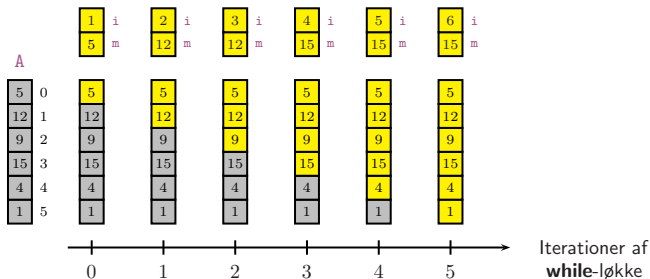 1 i 2 i 3 i 4 i 5 i 6 i
5 m 12 m 12 m 15 m 15 m 15 m
A
5 0 5 5 5 5 5 5
12 1 12 12 12 12 12 12
9 2 9 9 9 9 9 9
15 3 15 15 15 15 15 15
4 4 4 4 4 4 4 4
1 5 1 1 1 1 1 1
0 1 2 3 4 5
Iterationer af
while-løkke